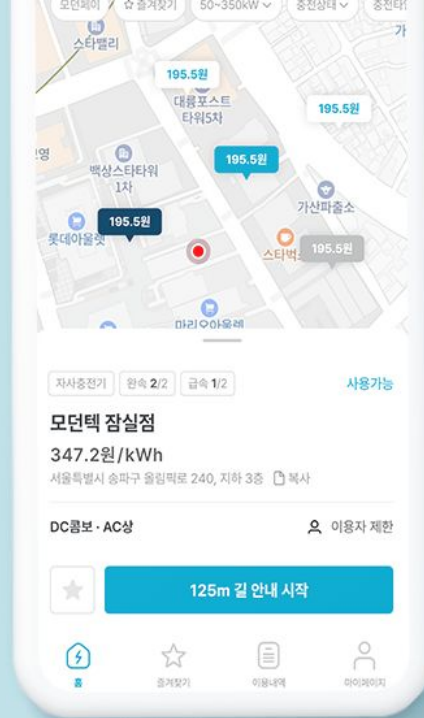 모던페이
즐겨찾기
50~350kW
충전상태
스타밸리
가
195.5원
대륭포스트
타워5차
195.5원
195.5원
백상스타타워
1차
가산파출소
195.5원
롯데아울렛
스타벅
195.5원
마리오아울렛
자사충전기
완속 2/2
급속 1/2
사용가능
모던텍 잠실점
347.2원/kWh
서울특별시 송파구 올림픽로 240, 지하 3층 복사
DC콤보 · AC상
이용자 제한
125m 길 안내 시작
홈
즐겨찾기
이용내역
마이페이지